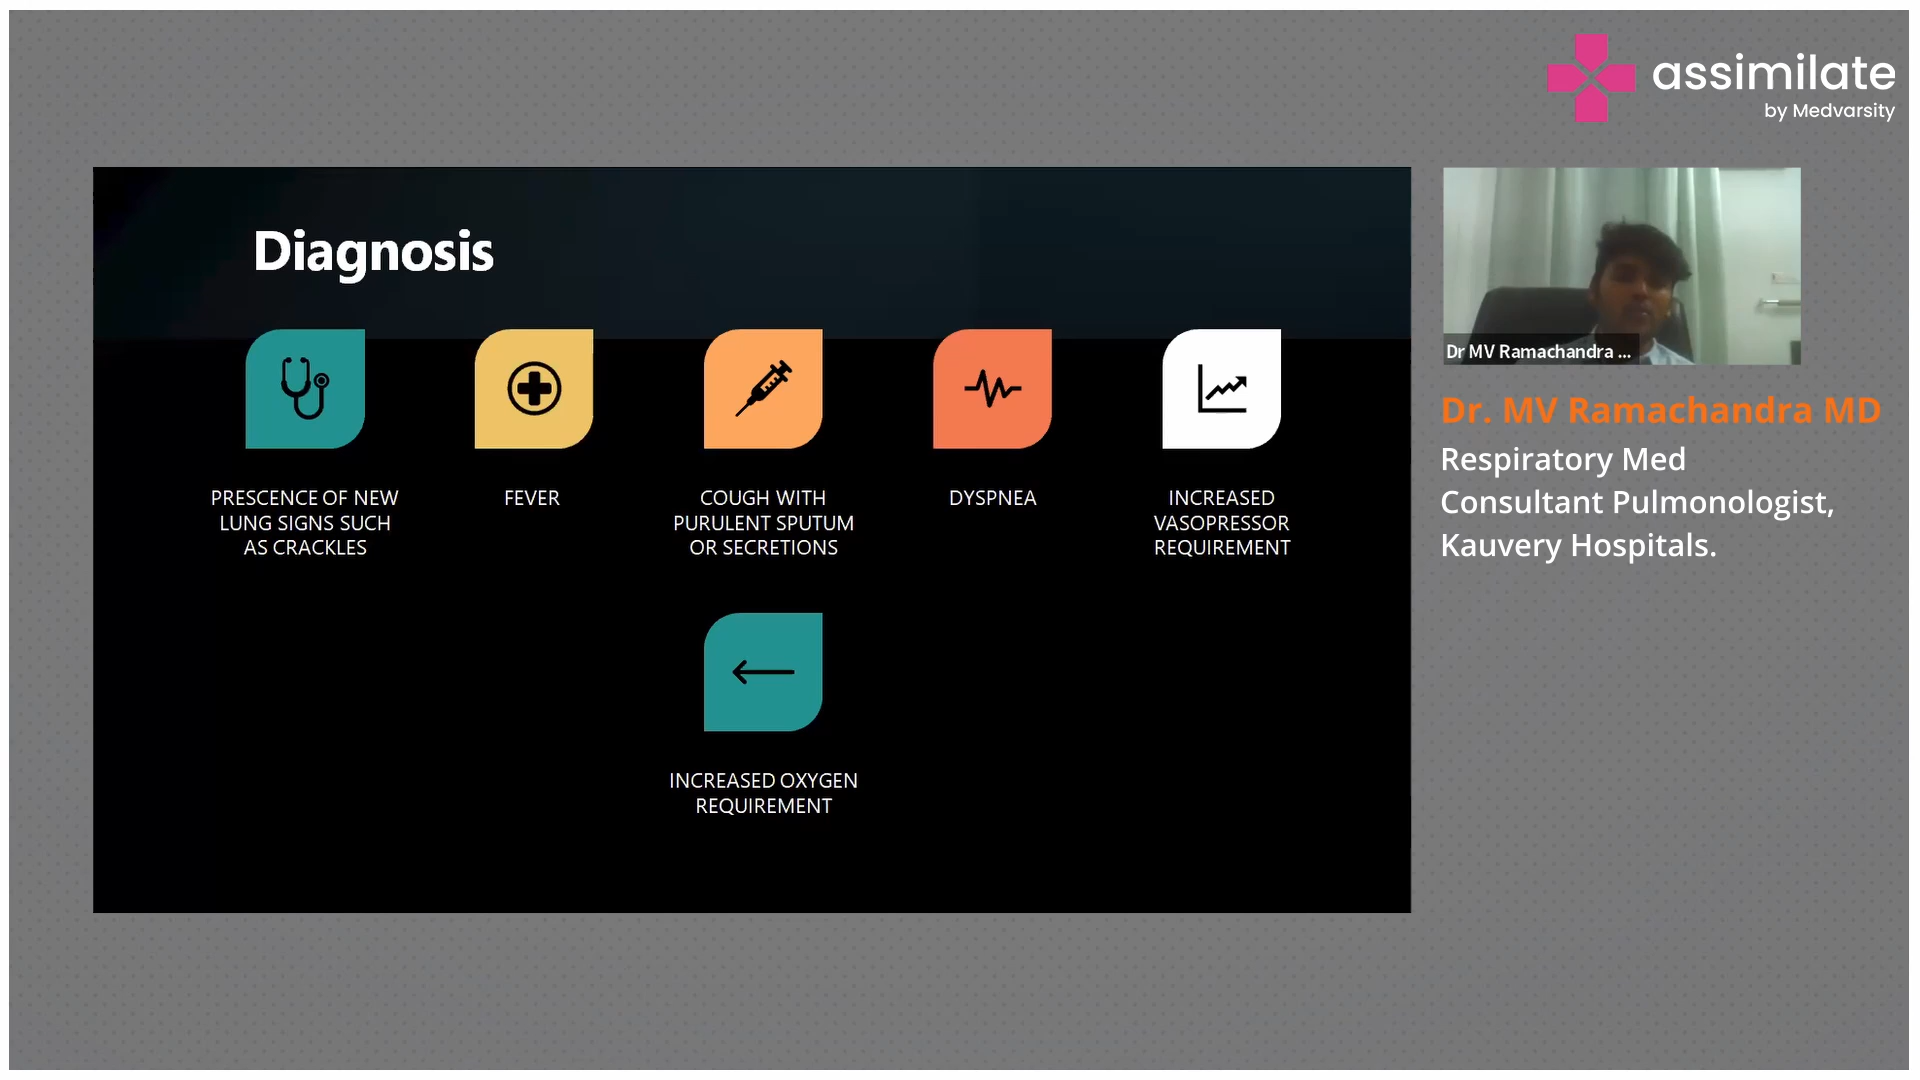 assimilate
by Medvarsity
Diagnosis
PRESCENCE OF NEW
LUNG SIGNS SUCH
AS CRACKLES
FEVER
COUGH WITH
PURULENT SPUTUM
OR SECRETIONS
DYSPNEA
INCREASED
VASOPRESSOR
REQUIREMENT
INCREASED OXYGEN
REQUIREMENT
Dr MV Ramachandra ...
Dr. MV Ramachandra MD
Respiratory Med
Consultant Pulmonologist,
Kauvery Hospitals.